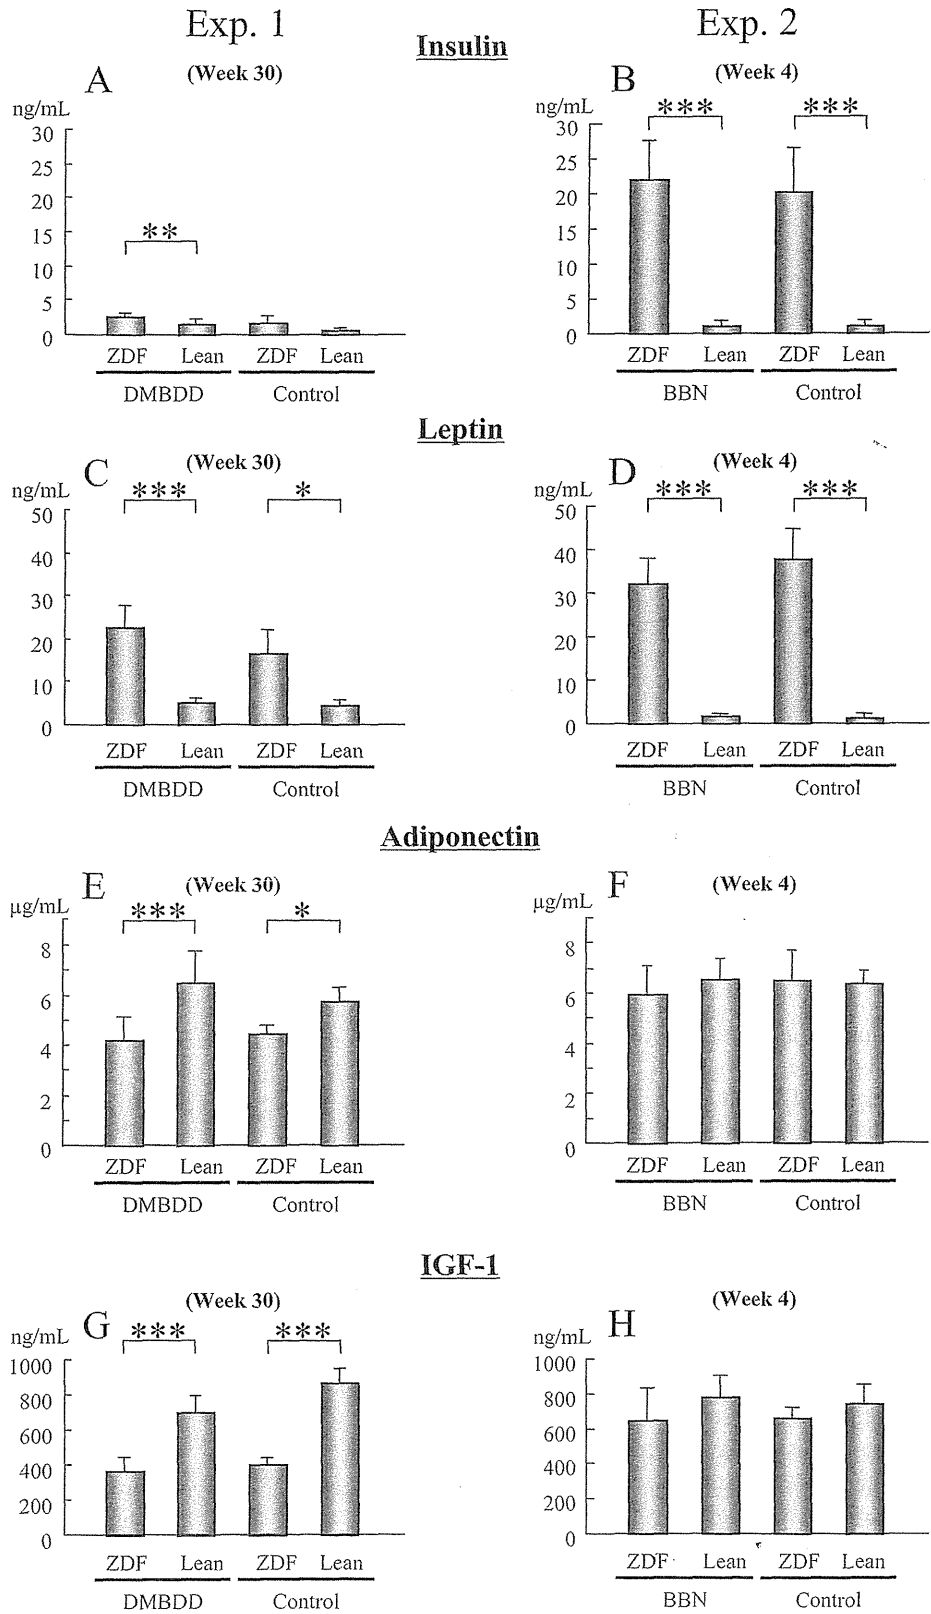 Exp. 1
Exp. 2
Insulin
A
(Week 30)
ng/mL
**
30
25
20
15
10
5
0
ZDF Lean ZDF Lean
DMBDD Control
B
(Week 4)
ng/mL
*** ***
30
25
20
15
10
5
0
ZDF Lean ZDF Lean
BBN Control
Leptin
C
(Week 30)
ng/mL
*** *
50
40
30
20
10
0
ZDF Lean ZDF Lean
DMBDD Control
D
(Week 4)
ng/mL
*** ***
50
40
30
20
10
0
ZDF Lean ZDF Lean
BBN Control
Adiponectin
E
(Week 30)
µg/mL
*** *
8
6
4
2
0
ZDF Lean ZDF Lean
DMBDD Control
F
(Week 4)
µg/mL
8
6
4
2
0
ZDF Lean ZDF Lean
BBN Control
IGF-1
G
(Week 30)
ng/mL
*** ***
1000
800
600
400
200
0
ZDF Lean ZDF Lean
DMBDD Control
H
(Week 4)
ng/mL
1000
800
600
400
200
0
ZDF Lean ZDF Lean
BBN Control